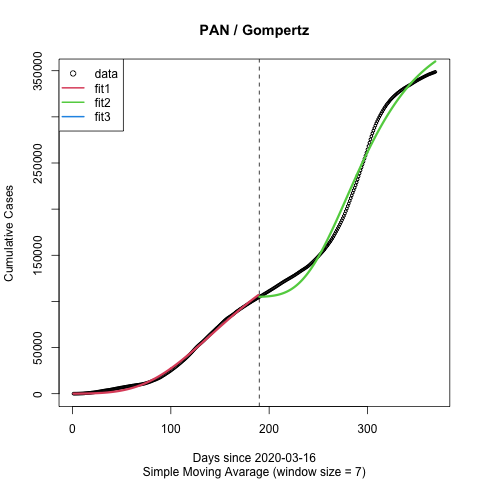 PAN / Gompertz
data
fit1
fit2
fit3
Cumulative Cases
350000
250000
150000
50000
0
0
100
200
300
Days since 2020-03-16
Simple Moving Avarage (window size = 7)